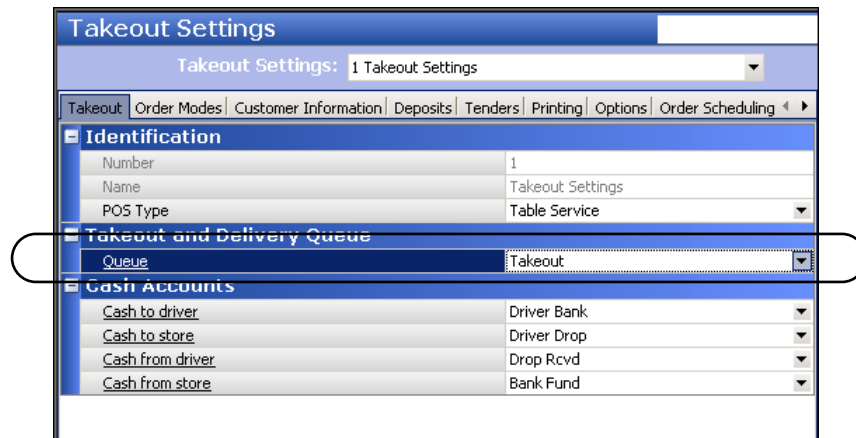 Takeout Settings
Takeout Settings: 1 Takeout Settings
Takeout Order Modes Customer Information Deposits Tenders Printing Options Order Scheduling
Identification
Number 1
Name Takeout Settings
POS Type Table Service
Takeout and Delivery Queue
Queue Takeout
Cash Accounts
Cash to driver Driver Bank
Cash to store Driver Drop
Cash from driver Drop Rcvd
Cash from store Bank Fund